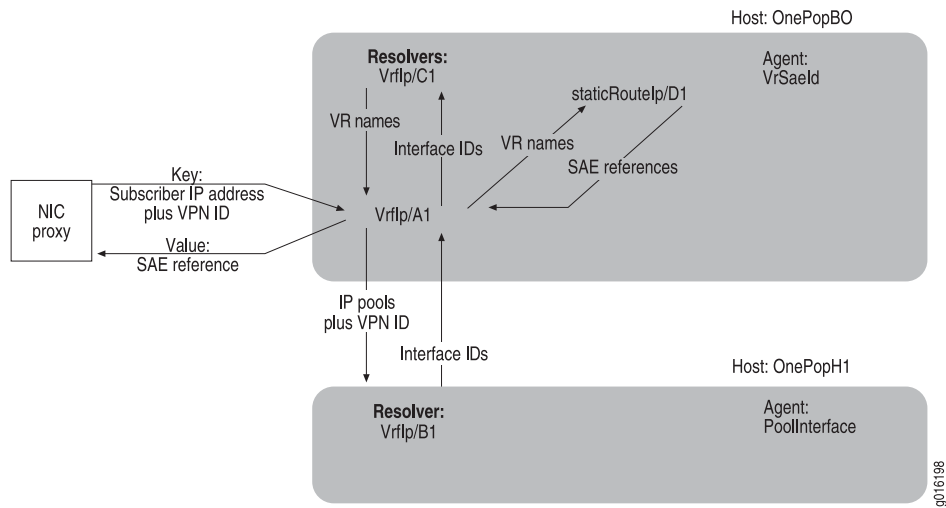 Host: OnePopBO
Resolvers:
VrfIp/C1
Agent:
VrSaeId
staticRouteIp/D1
VR names
Interface IDs
VR names
SAE references
Key:
Subscriber IP address
plus VPN ID
NIC
proxy
VrfIp/A1
Value:
SAE reference
IP pools
plus VPN ID
Interface IDs
Host: OnePopH1
Resolver:
VrfIp/B1
Agent:
PoolInterface
g016198